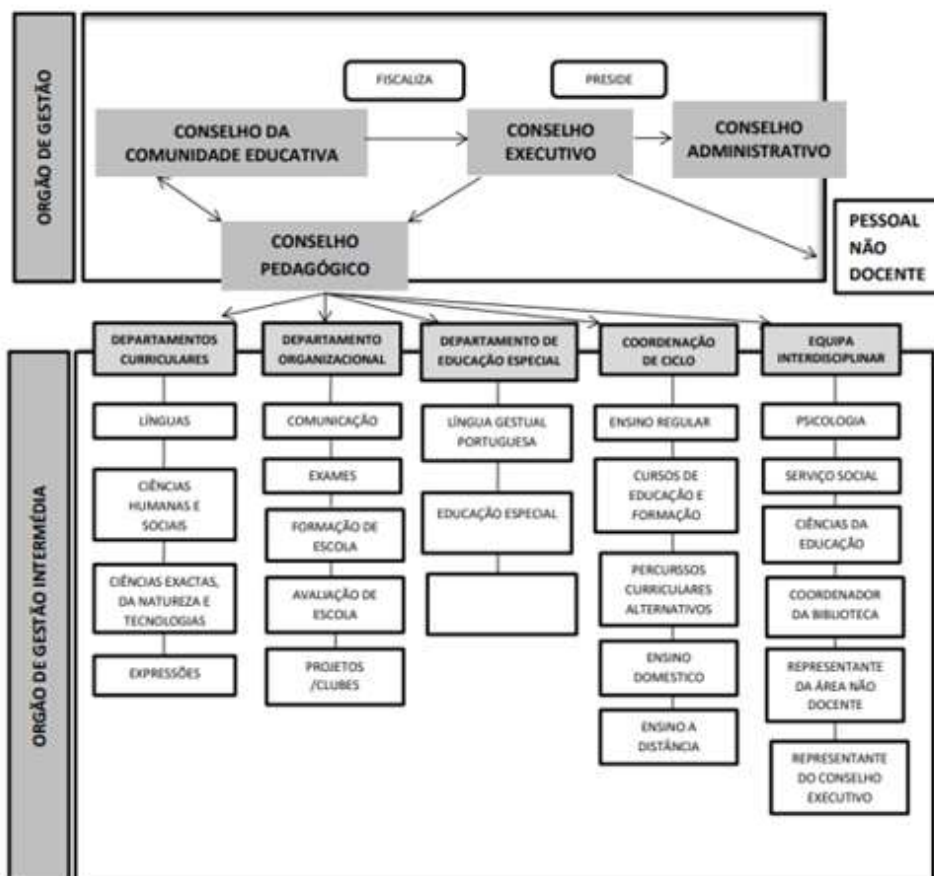 ORGÃO DE GESTÃO
FISCALIZA
PRESIDE
CONSELHO DA
COMUNIDADE EDUCATIVA
CONSELHO
EXECUTIVO
CONSELHO
ADMINISTRATIVO
CONSELHO
PEDAGÓGICO
PESSOAL
NÃO
DOCENTE
ORGÃO DE GESTÃO INTERMÉDIA
DEPARTAMENTOS
CURRICULARES
LÍNGUAS
CIÊNCIAS
HUMANAS E
SOCIAIS
CIÊNCIAS EXACTAS,
DA NATUREZA E
TECNOLOGIAS
EXPRESSÕES
DEPARTAMENTO
ORGANIZACIONAL
COMUNICAÇÃO
EXAMES
FORMAÇÃO DE
ESCOLA
AVALIAÇÃO DE
ESCOLA
PROJETOS
/CLUBES
DEPARTAMENTO DE
EDUCAÇÃO ESPECIAL
LÍNGUA GESTUAL
PORTUGUESA
EDUCAÇÃO ESPECIAL
COORDENAÇÃO
DE CICLO
ENSINO REGULAR
CURSOS DE
EDUCAÇÃO E
FORMAÇÃO
PERCURSSOS
CURRICULARES
ALTERNATIVOS
ENSINO
DOMESTICO
ENSINO A
DISTÂNCIA
EQUIPA
INTERDISCIPLINAR
PSICOLOGIA
SERVIÇO SOCIAL
CIÊNCIAS DA
EDUCAÇÃO
COORDENADOR
DA BIBLIOTECA
REPRESENTANTE
DA ÁREA NÃO
DOCENTE
REPRESENTANTE
DO CONSELHO
EXECUTIVO